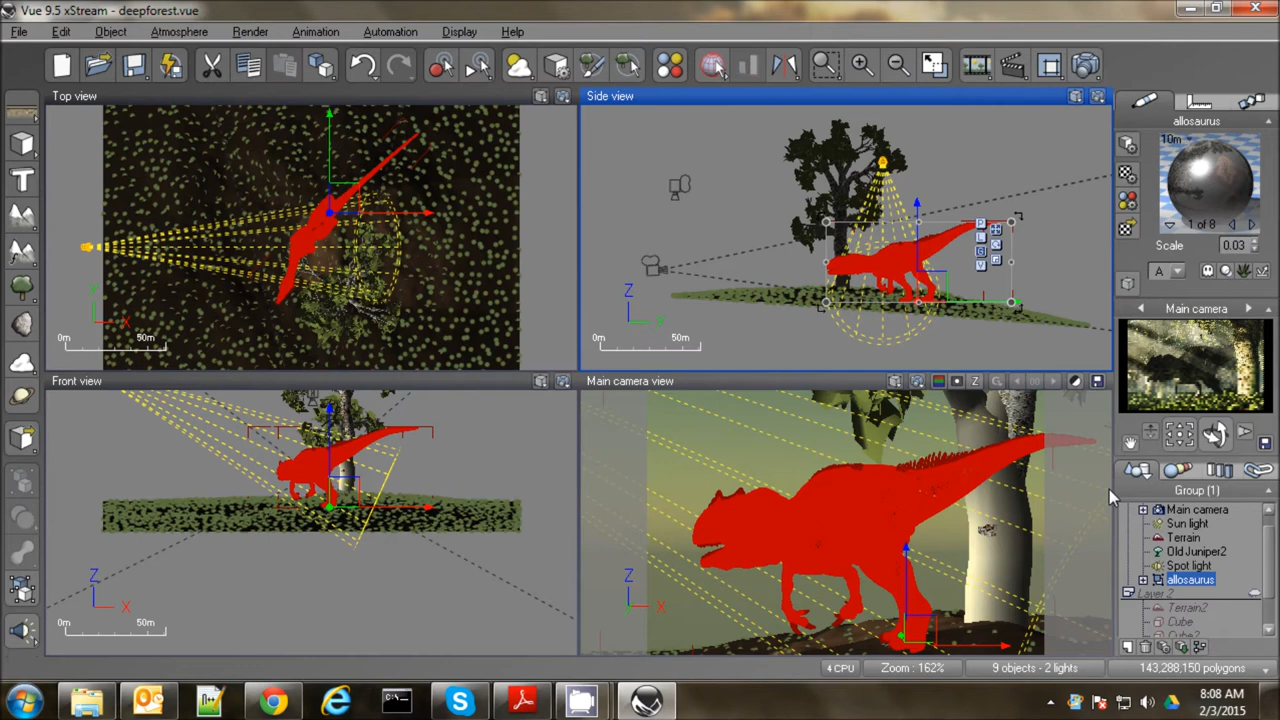 Vue 9.5 xStream - deepforest.vue
File Edit Object Atmosphere Render Animation Automation Display Help
Top view
Side view
allosaurus
10m
1 of 8
Scale 0.03
A
Y
X
0m 50m
Z
Y
0m 50m
Main camera
Front view
Main camera view
Z
Z
X
0m 50m
Z
X
Group [1]
Main camera
Sun light
Terrain
Old Juniper2
Spot light
allosaurus
Layer 2
Terrain2
Cube
Cube2
4 CPU Zoom : 162% 9 objects - 2 lights 143,288,150 polygons
8:08 AM
2/3/2015